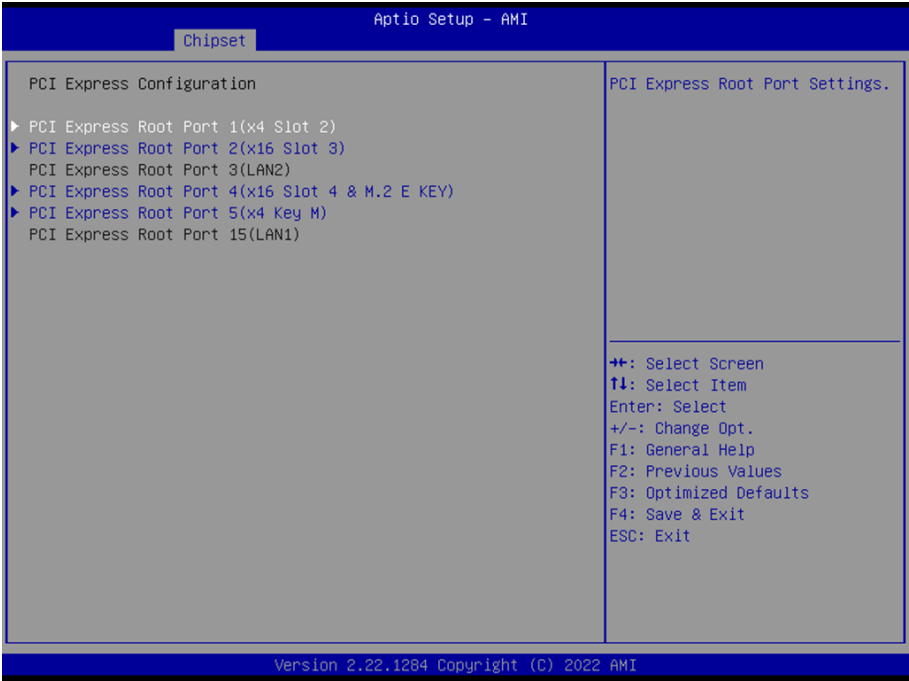 Aptio Setup - AMI
Chipset
PCI Express Configuration
PCI Express Root Port 1(x4 Slot 2)
PCI Express Root Port 2(x16 Slot 3)
PCI Express Root Port 3(LAN2)
PCI Express Root Port 4(x16 Slot 4 & M.2 E KEY)
PCI Express Root Port 5(x4 Key M)
PCI Express Root Port 15(LAN1)
PCI Express Root Port Settings.
→←: Select Screen
↑↓: Select Item
Enter: Select
+/-: Change Opt.
F1: General Help
F2: Previous Values
F3: Optimized Defaults
F4: Save & Exit
ESC: Exit
Version 2.22.1284 Copyright (C) 2022 AMI